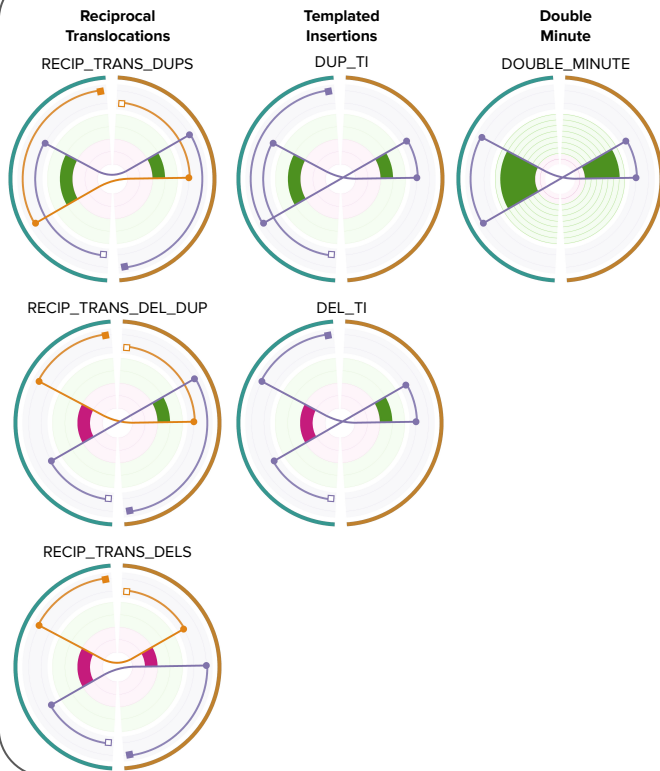 Reciprocal
Translocations
Templated
Insertions
Double
Minute
RECIP_TRANS_DUPS
DUP_TI
DOUBLE_MINUTE
RECIP_TRANS_DEL_DUP
DEL_TI
RECIP_TRANS_DELS